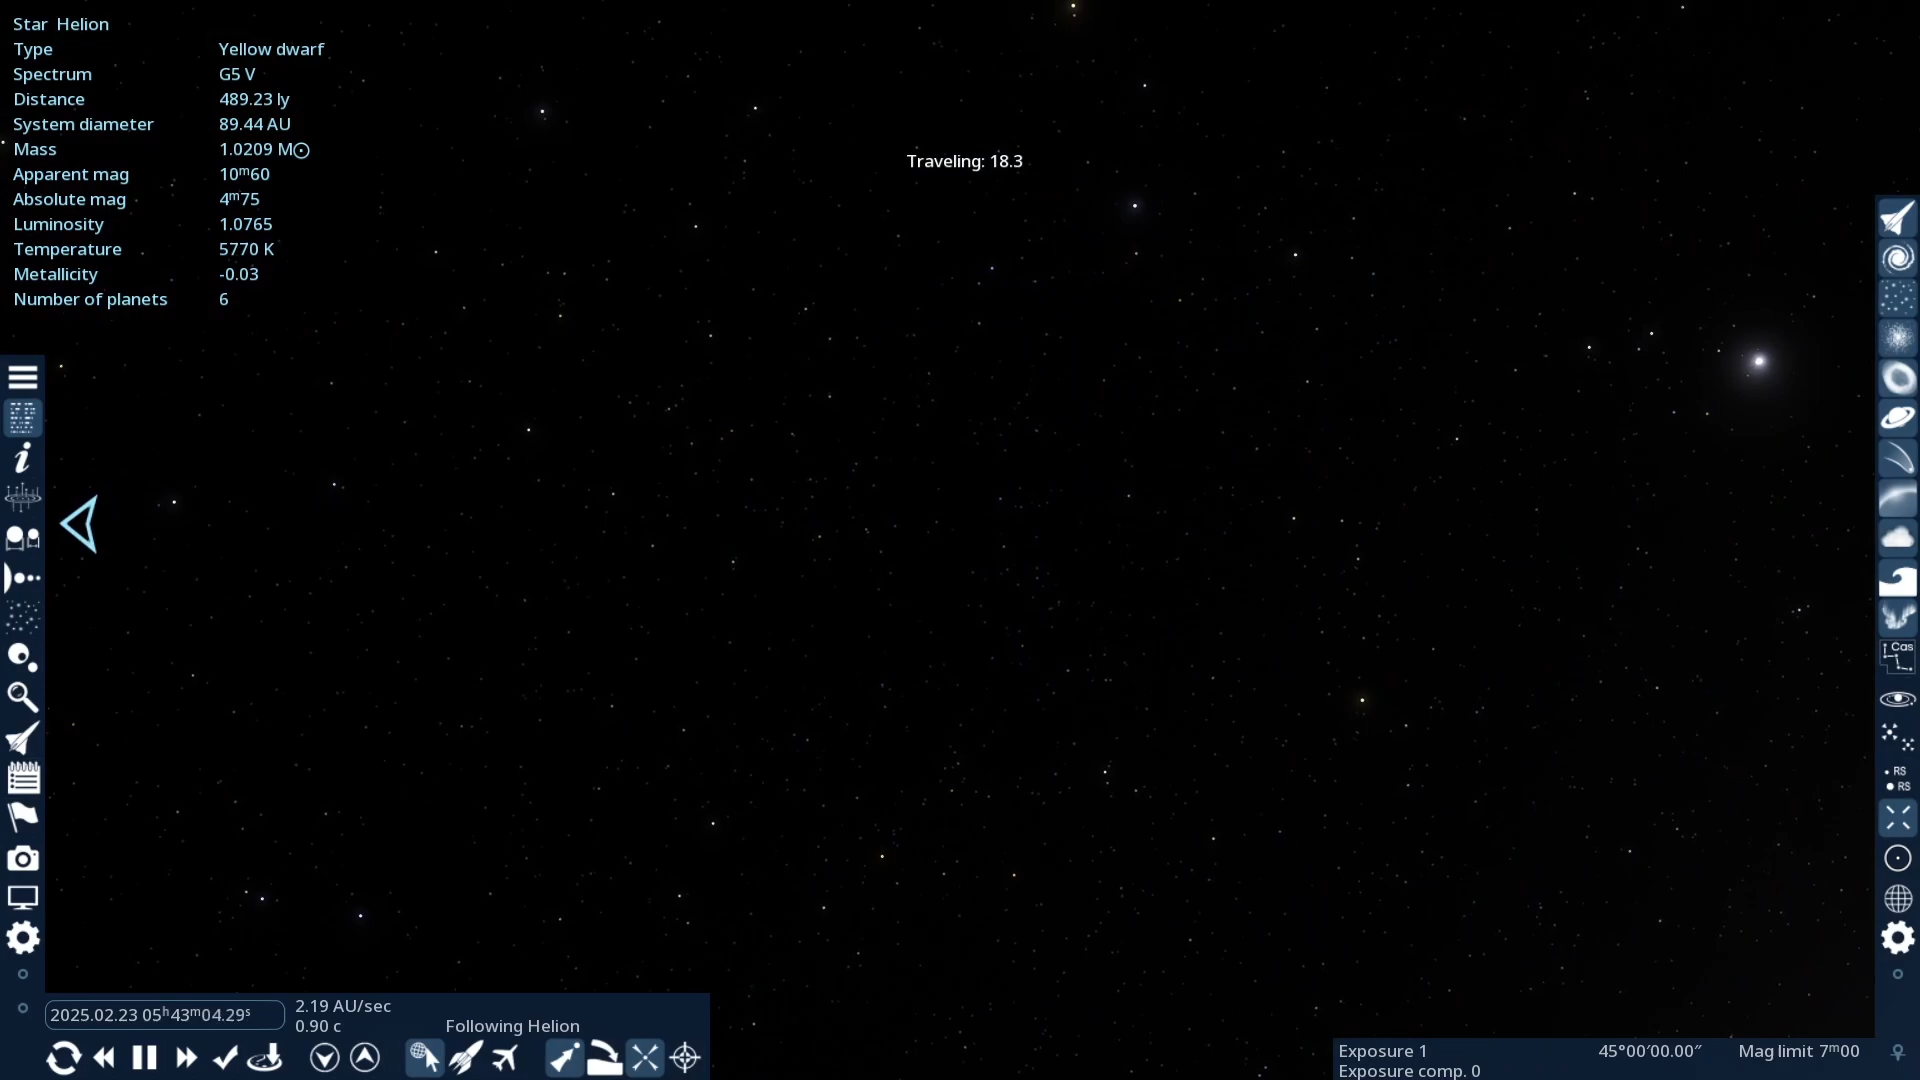 Star Helion
Type Yellow dwarf
Spectrum G5 V
Distance 489.23 ly
System diameter 89.44 AU
Mass 1.0209 M☉
Apparent mag 10ᵐ60
Absolute mag 4ᵐ75
Luminosity 1.0765
Temperature 5770 K
Metallicity -0.03
Number of planets 6
Traveling: 18.3
Cas
RS
RS
2025.02.23 05ʰ43ᵐ04.29ˢ
2.19 AU/sec
0.90 c
Following Helion
Exposure 1
45°00′00.00″
Mag limit 7ᵐ00
Exposure comp. 0